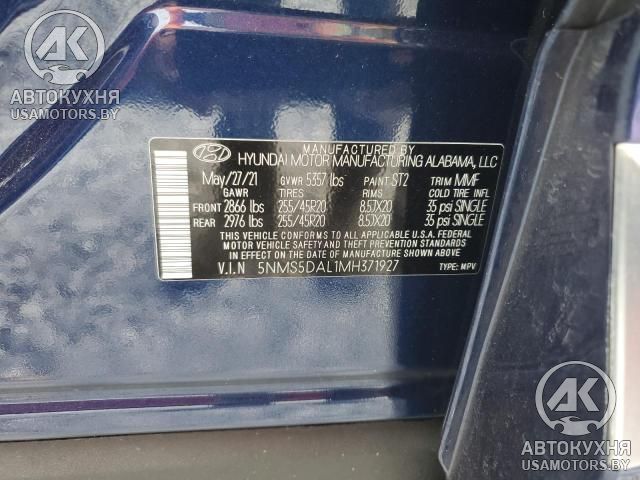 AK
АВТОКУХНЯ
USAMOTORS.BY
MANUFACTURED BY
HYUNDAI MOTOR MANUFACTURING ALABAMA, LLC
May/27/21 GVWR 5357 lbs PAINT ST2 TRIM MMF
GAWR TIRES RIMS COLD TIRE INFL
FRONT 2866 lbs 255/45R20 8.5JX20 35 psi SINGLE
REAR 2976 lbs 255/45R20 8.5JX20 35 psi SINGLE
THIS VEHICLE CONFORMS TO ALL APPLICABLE U.S.A. FEDERAL
MOTOR VEHICLE SAFETY STANDARDS IN EFFECT ON THE DATE OF
MANUFACTURE SHOWN ABOVE.
V.I.N 5NMS5DAL1MH371927 TYPE: MPV
AK
АВТОКУХНЯ
USAMOTORS.BY